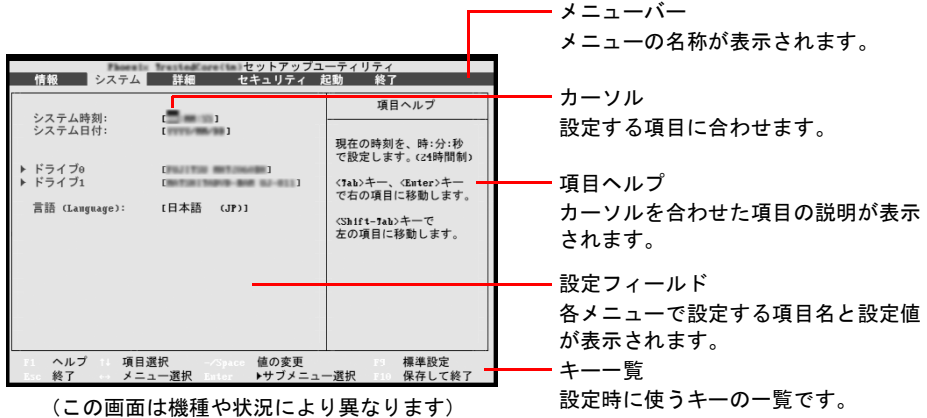 セットアップユーティリティ
情報 システム 詳細 セキュリティ 起動 終了
システム時刻:
システム日付:
ドライブ0
ドライブ1
言語 (Language): [日本語 (JP)]
項目ヘルプ
現在の時刻を、時:分:秒
で設定します。(24時間制)
<Tab>キー、<Enter>キー
で右の項目に移動します。
<Shift-Tab>キーで
左の項目に移動します。
F1 ヘルプ ↑↓ 項目選択 -/Space 値の変更 F9 標準設定
Esc 終了 ←→ メニュー選択 Enter ▶サブメニュー選択 F10 保存して終了
(この画面は機種や状況により異なります)
メニューバー
メニューの名称が表示されます。
カーソル
設定する項目に合わせます。
項目ヘルプ
カーソルを合わせた項目の説明が表示
されます。
設定フィールド
各メニューで設定する項目名と設定値
が表示されます。
キー一覧
設定時に使うキーの一覧です。